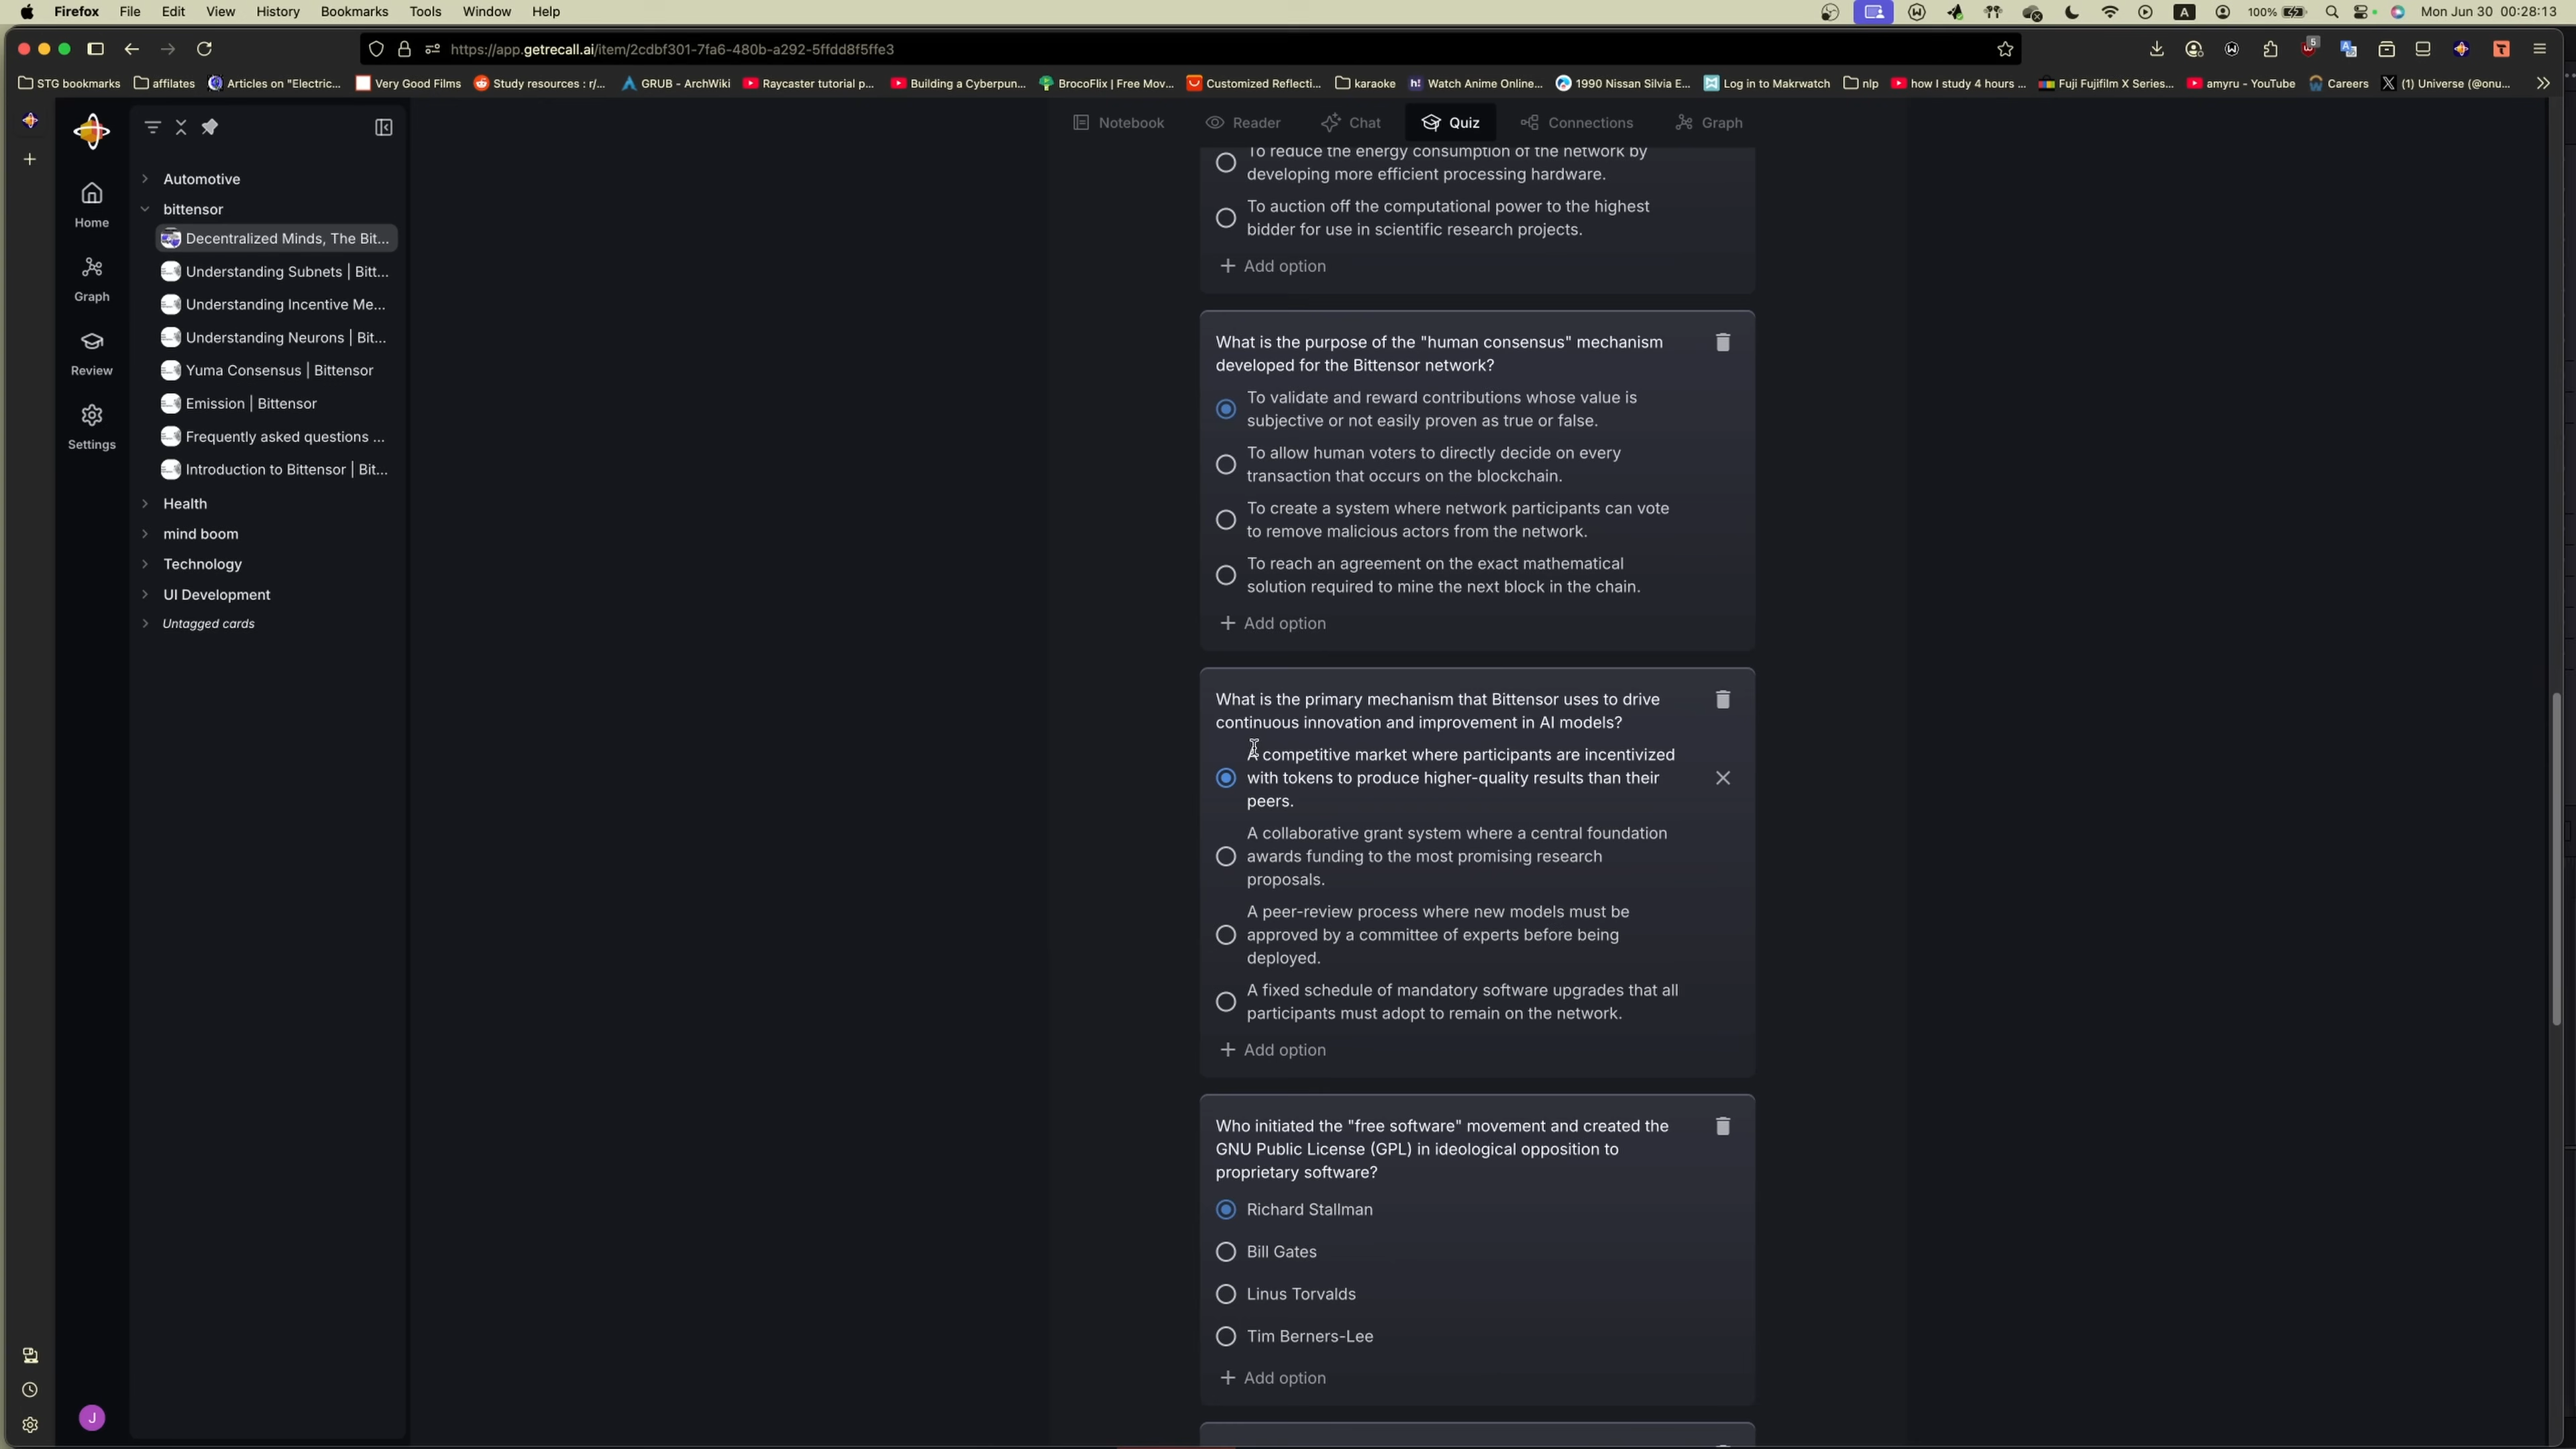 Firefox File Edit View History Bookmarks Tools Window Help
100% Mon Jun 30 00:28:13
https://app.getrecall.ai/item/2cdbf301-7fa6-480b-a292-5ffdd8f5ffe3
5
STG bookmarks affilates Articles on "Electric... Very Good Films Study resources : r/... GRUB - ArchWiki Raycaster tutorial p... Building a Cyberpun... BrocoFlix | Free Mov... Customized Reflecti... karaoke Watch Anime Online... 1990 Nissan Silvia E... Log in to Makrwatch nlp how I study 4 hours ... Fuji Fujifilm X Series... amyru - YouTube Careers (1) Universe (@onu...
Home
Graph
Review
Settings
J
Automotive
bittensor
Decentralized Minds, The Bit...
Understanding Subnets | Bitt...
Understanding Incentive Me...
Understanding Neurons | Bit...
Yuma Consensus | Bittensor
Emission | Bittensor
Frequently asked questions ...
Introduction to Bittensor | Bit...
Health
mind boom
Technology
UI Development
Untagged cards
Notebook Reader Chat Quiz Connections Graph
To reduce the energy consumption of the network by
developing more efficient processing hardware.
To auction off the computational power to the highest
bidder for use in scientific research projects.
Add option
What is the purpose of the "human consensus" mechanism
developed for the Bittensor network?
To validate and reward contributions whose value is
subjective or not easily proven as true or false.
To allow human voters to directly decide on every
transaction that occurs on the blockchain.
To create a system where network participants can vote
to remove malicious actors from the network.
To reach an agreement on the exact mathematical
solution required to mine the next block in the chain.
Add option
What is the primary mechanism that Bittensor uses to drive
continuous innovation and improvement in AI models?
A competitive market where participants are incentivized
with tokens to produce higher-quality results than their
peers.
A collaborative grant system where a central foundation
awards funding to the most promising research
proposals.
A peer-review process where new models must be
approved by a committee of experts before being
deployed.
A fixed schedule of mandatory software upgrades that all
participants must adopt to remain on the network.
Add option
Who initiated the "free software" movement and created the
GNU Public License (GPL) in ideological opposition to
proprietary software?
Richard Stallman
Bill Gates
Linus Torvalds
Tim Berners-Lee
Add option